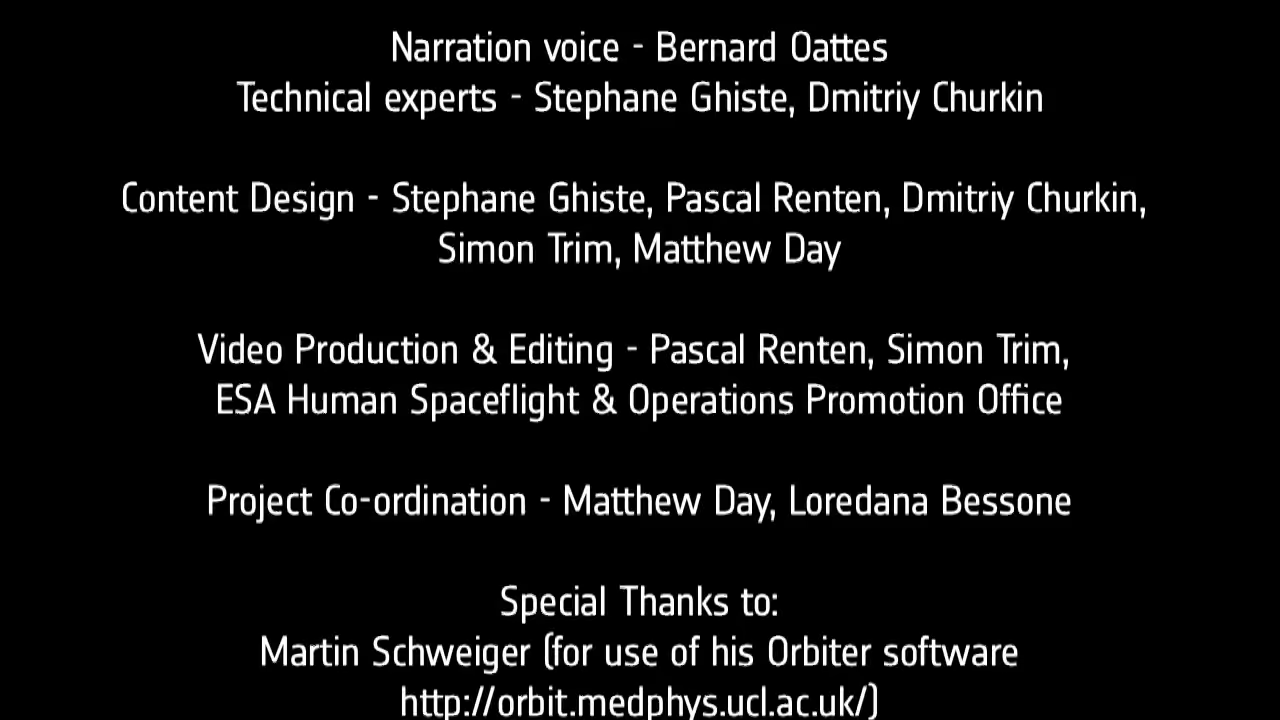 Narration voice - Bernard Oattes
Technical experts - Stephane Ghiste, Dmitriy Churkin
Content Design - Stephane Ghiste, Pascal Renten, Dmitriy Churkin,
Simon Trim, Matthew Day
Video Production & Editing - Pascal Renten, Simon Trim,
ESA Human Spaceflight & Operations Promotion Office
Project Co-ordination - Matthew Day, Loredana Bessone
Special Thanks to:
Martin Schweiger (for use of his Orbiter software
http://orbit.medphys.ucl.ac.uk/)